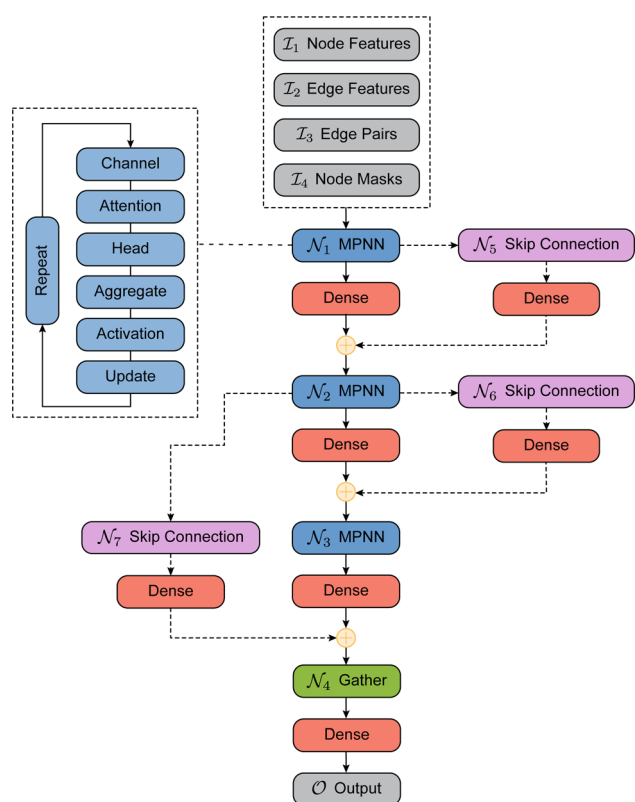 𝓘₁ Node Features
𝓘₂ Edge Features
𝓘₃ Edge Pairs
𝓘₄ Node Masks
Repeat
Channel
Attention
Head
Aggregate
Activation
Update
𝓝₁ MPNN
𝓝₅ Skip Connection
Dense
Dense
𝓝₂ MPNN
𝓝₆ Skip Connection
Dense
Dense
𝓝₇ Skip Connection
𝓝₃ MPNN
Dense
Dense
𝓝₄ Gather
Dense
𝓞 Output